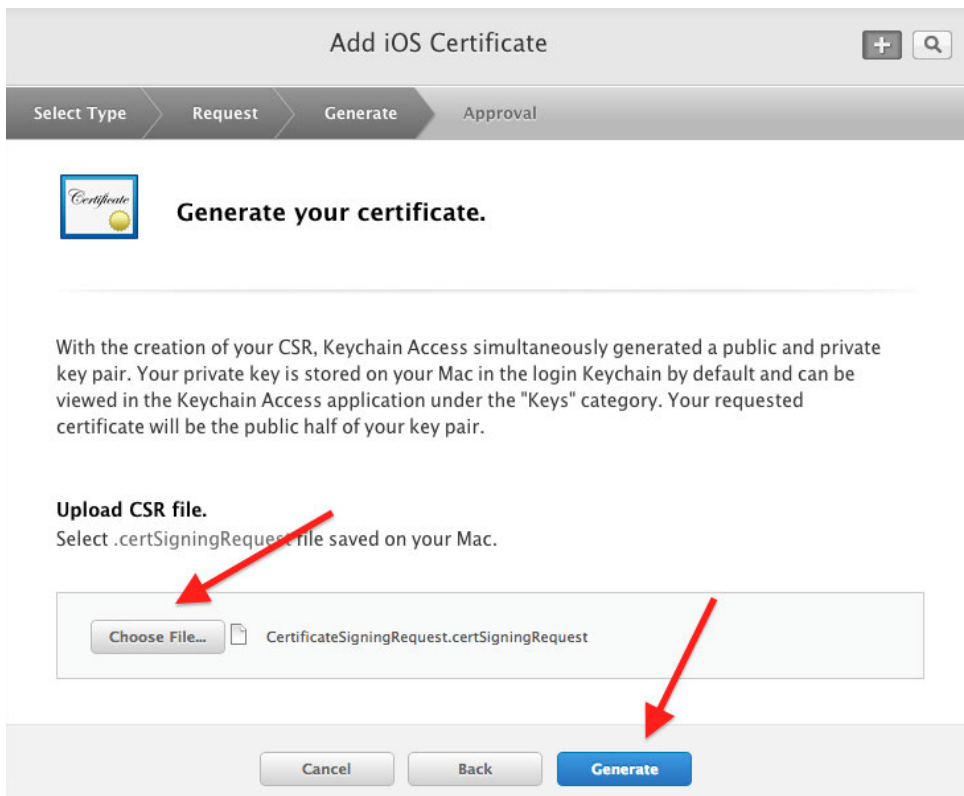 Add iOS Certificate
Select Type Request Generate Approval
Certificate
Generate your certificate.
With the creation of your CSR, Keychain Access simultaneously generated a public and private
key pair. Your private key is stored on your Mac in the login Keychain by default and can be
viewed in the Keychain Access application under the "Keys" category. Your requested
certificate will be the public half of your key pair.
Upload CSR file.
Select .certSigningRequest file saved on your Mac.
Choose File... CertificateSigningRequest.certSigningRequest
Cancel Back Generate